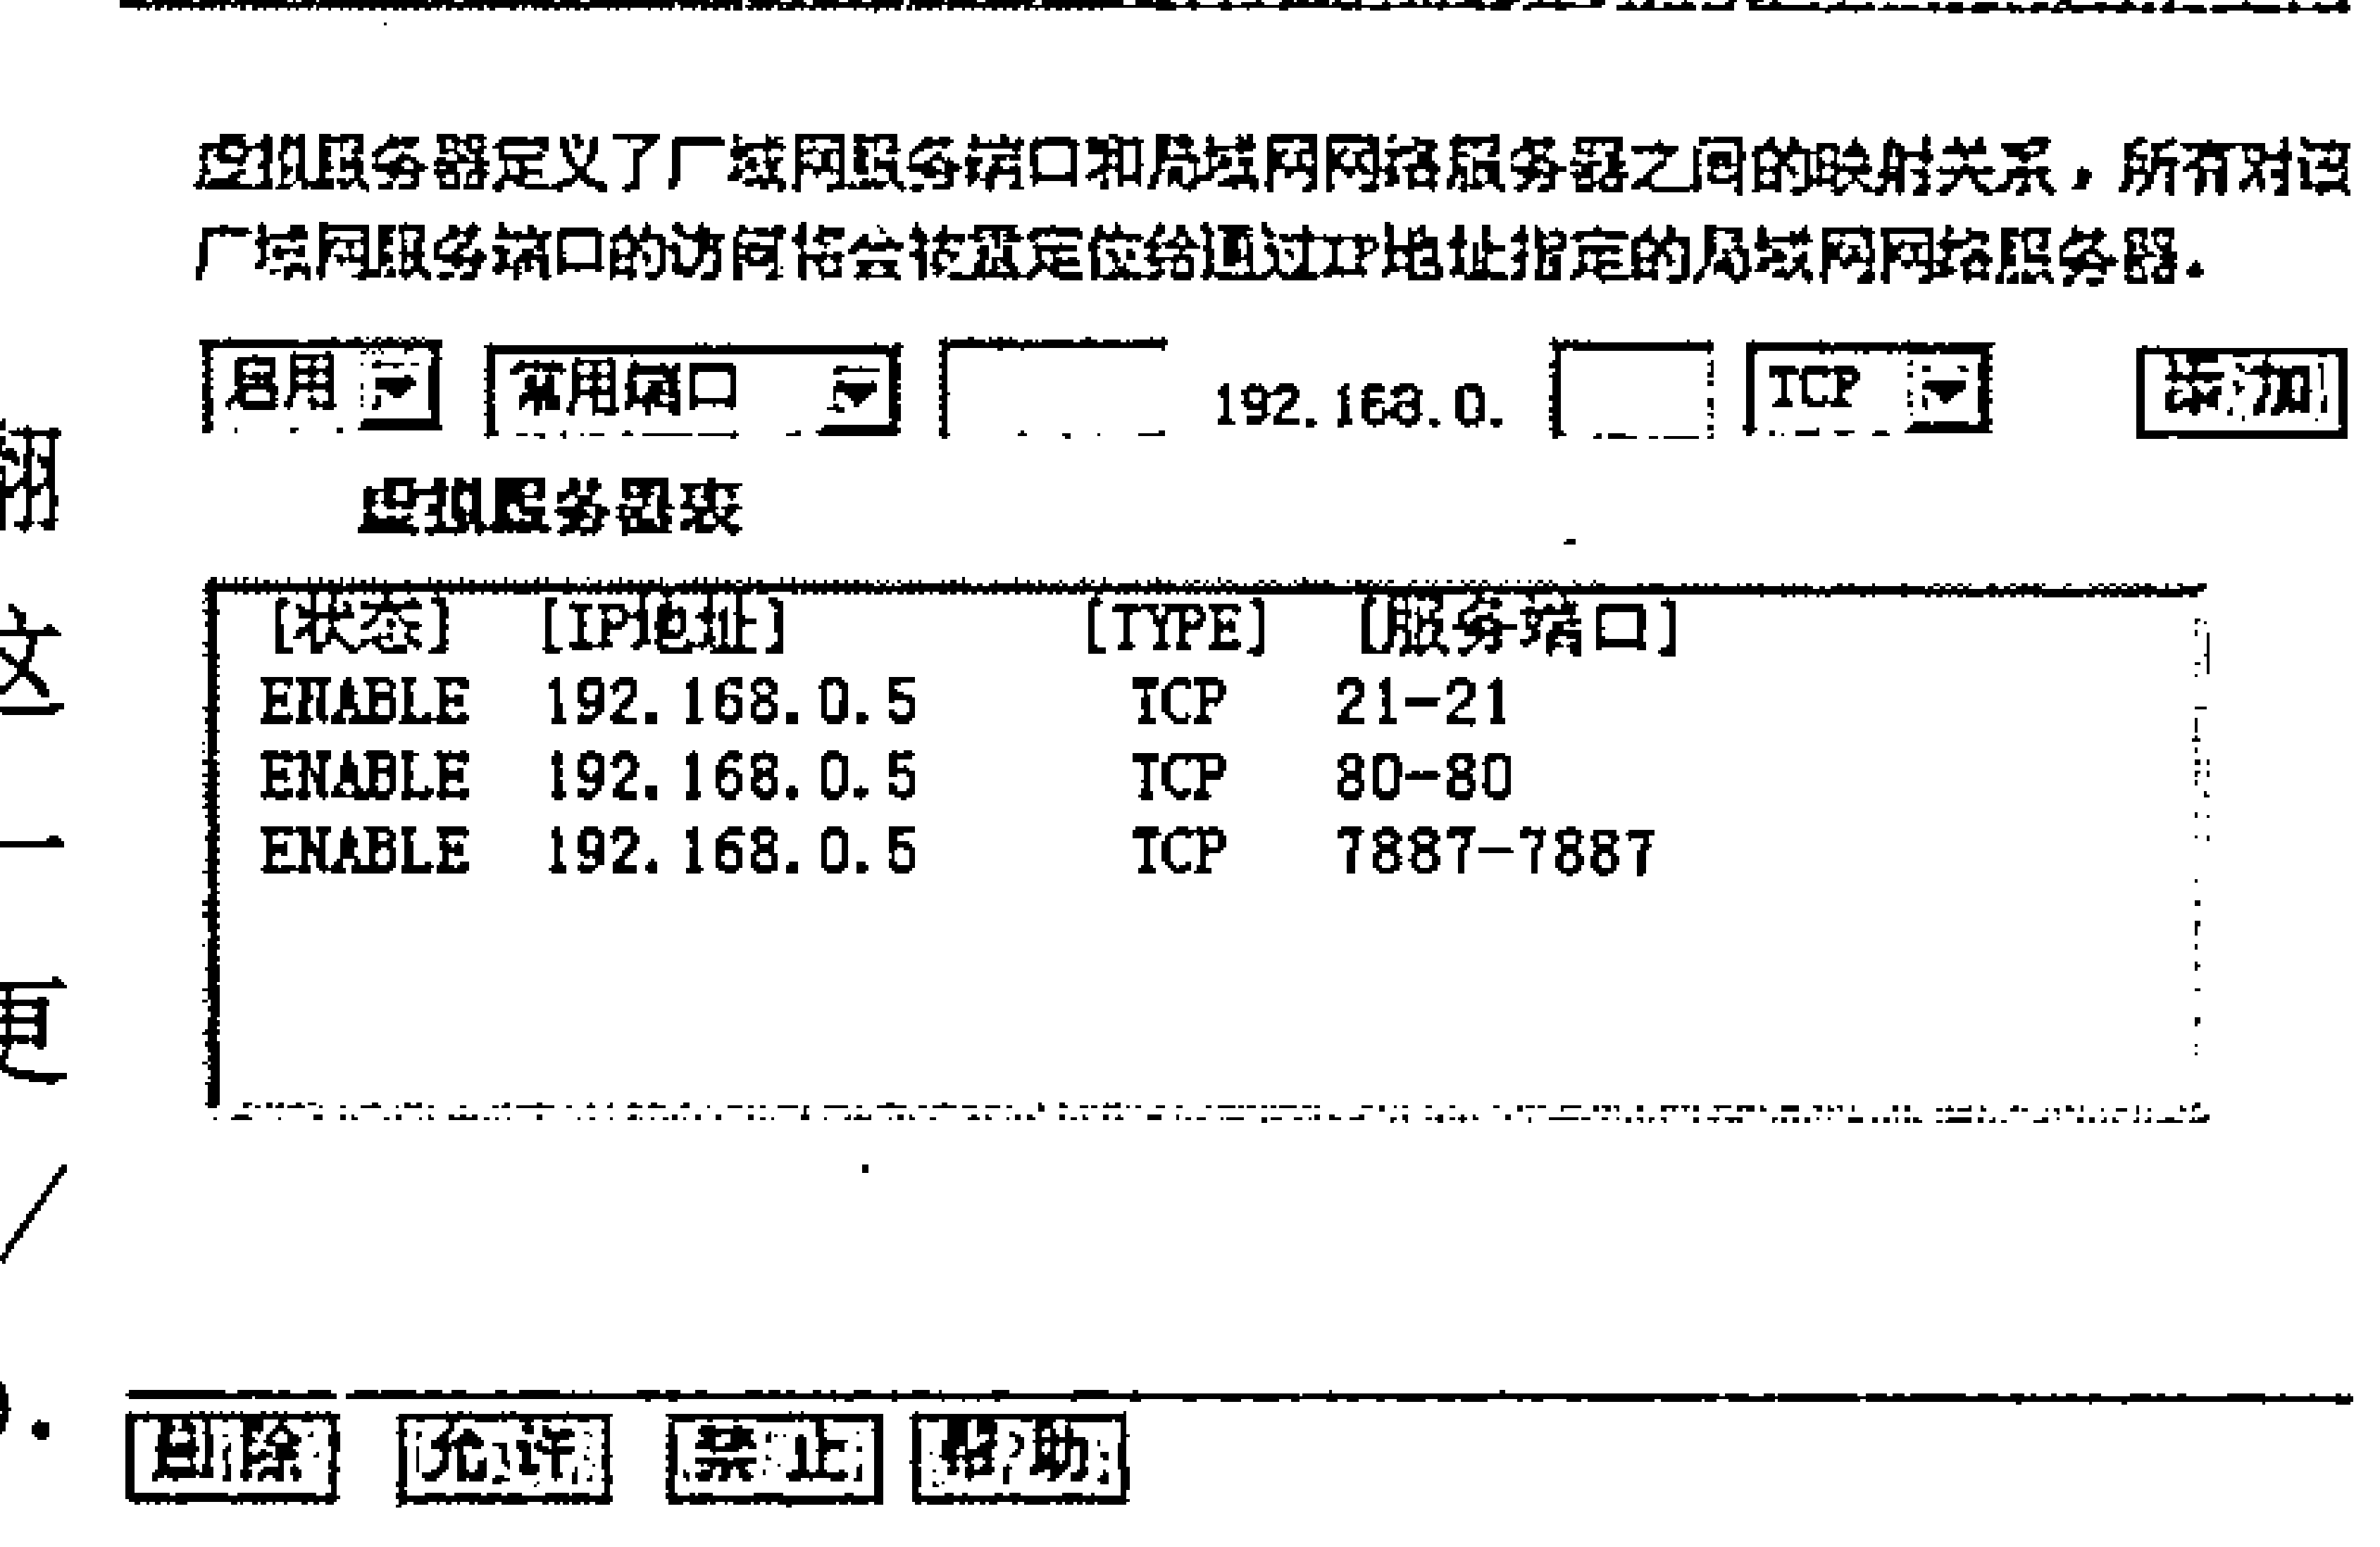 虚拟服务器定义了广域网服务端口和局域网网络服务器之间的映射关系，所有对该
广域网服务端口的访问将会被重定位给通过IP地址指定的局域网网络服务器。
启用 常用端口 192.168.0. TCP 添加
虚拟服务器表
[状态] [IP地址] [TYPE] [服务端口]
ENABLE 192.168.0.5 TCP 21-21
ENABLE 192.168.0.5 TCP 80-80
ENABLE 192.168.0.5 TCP 7887-7887
删除 允许 禁止 帮助